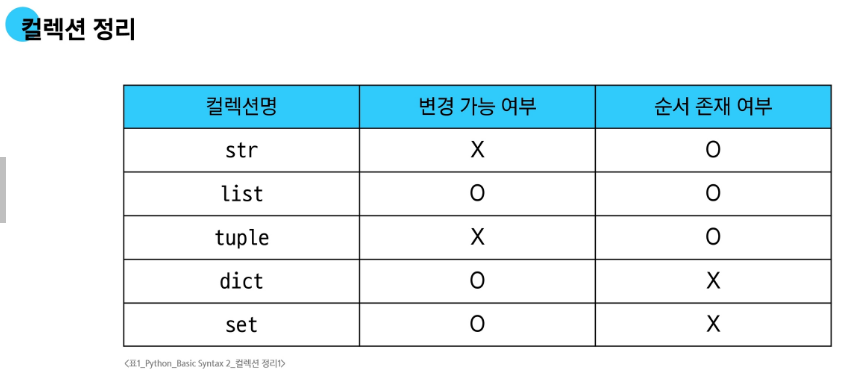 컬렉션 정리
컬렉션명 변경 가능 여부 순서 존재 여부
str X O
list O O
tuple X O
dict O X
set O X
<표1_Python_Basic Syntax 2_컬렉션 정리1>